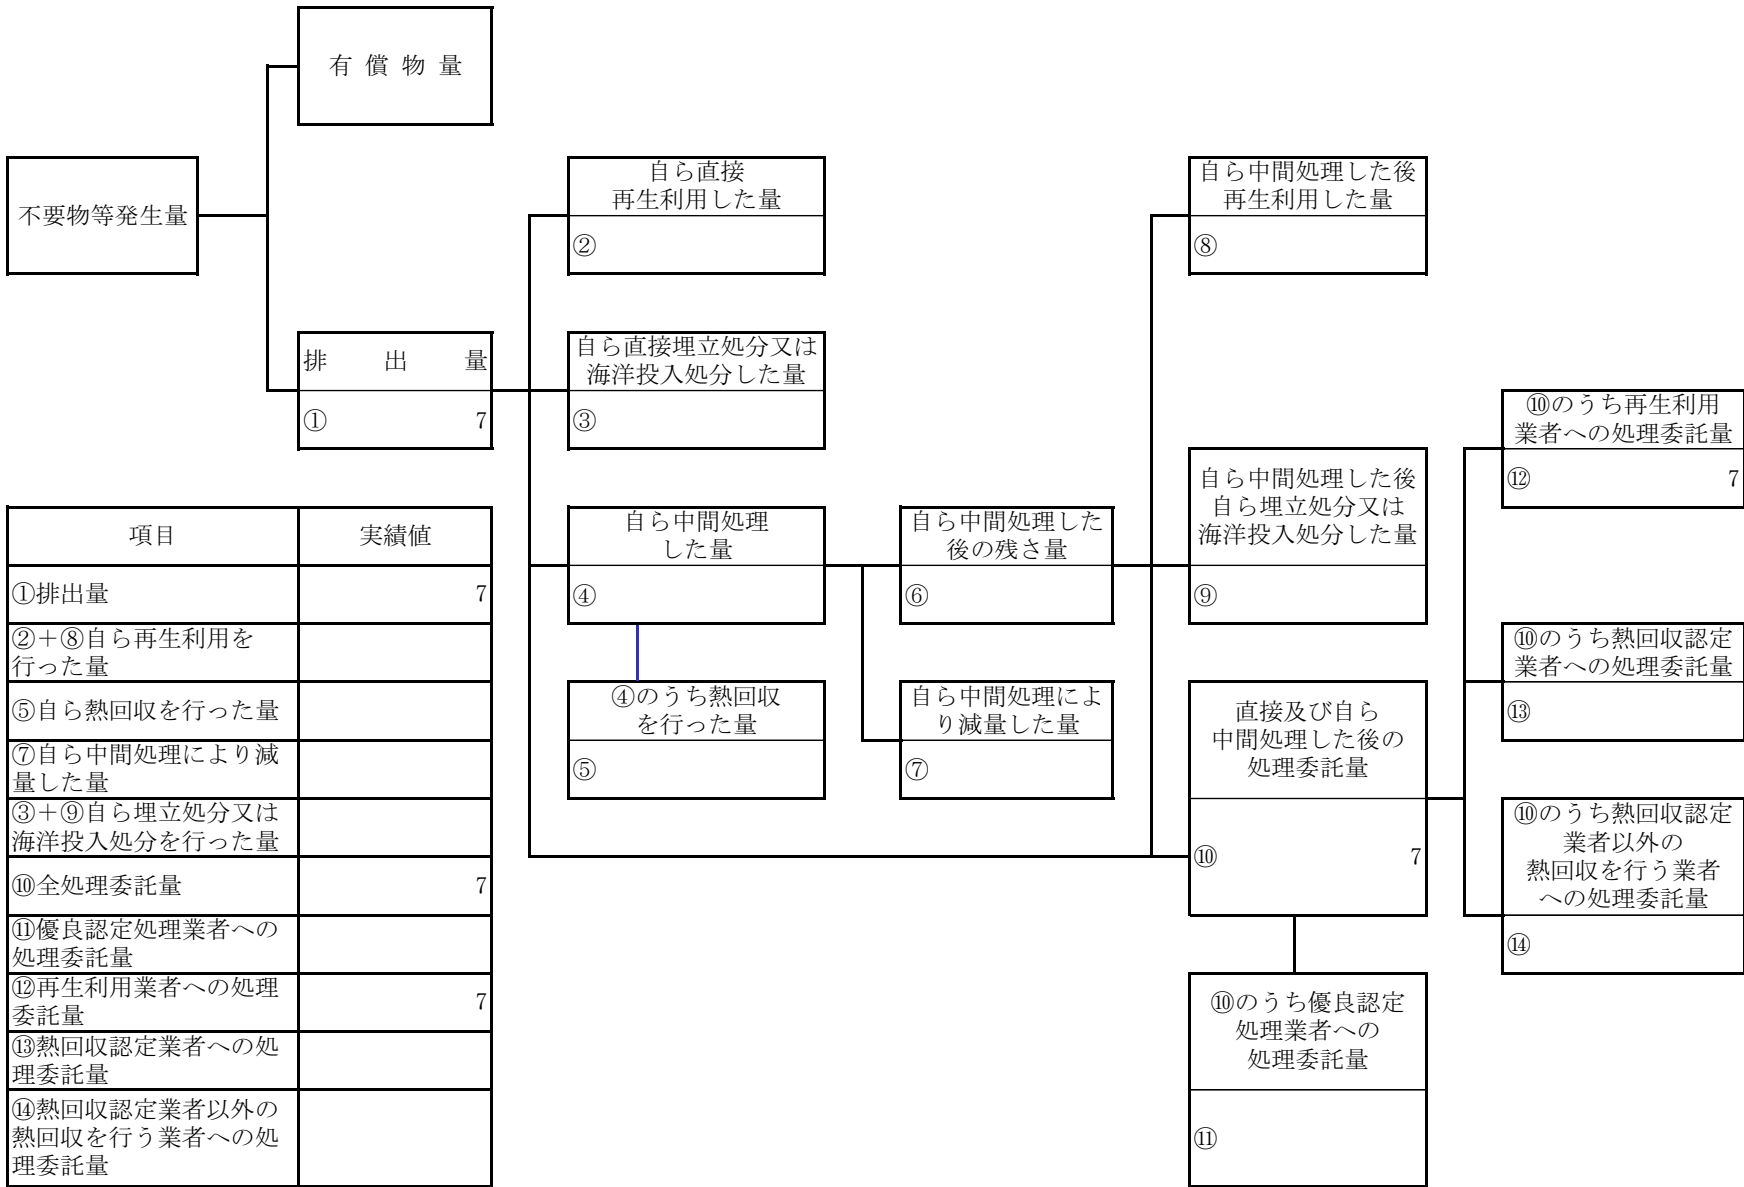 有 償 物 量
不要物等発生量
自ら直接
再生利用した量
②
自ら中間処理した後
再生利用した量
⑧
排 出 量
① 7
自ら直接埋立処分又は
海洋投入処分した量
③
⑩のうち再生利用
業者への処理委託量
⑫ 7
自ら中間処理した後
自ら埋立処分又は
海洋投入処分した量
⑨
自ら中間処理
した量
④
自ら中間処理した
後の残さ量
⑥
④のうち熱回収
を行った量
⑤
自ら中間処理によ
り減量した量
⑦
直接及び自ら
中間処理した後の
処理委託量
⑩ 7
⑩のうち熱回収認定
業者への処理委託量
⑬
⑩のうち熱回収認定
業者以外の
熱回収を行う業者
への処理委託量
⑭
⑩のうち優良認定
処理業者への
処理委託量
⑪
項目 実績値
①排出量 7
②＋⑧自ら再生利用を
行った量
⑤自ら熱回収を行った量
⑦自ら中間処理により減
量した量
③＋⑨自ら埋立処分又は
海洋投入処分を行った量
⑩全処理委託量 7
⑪優良認定処理業者への
処理委託量
⑫再生利用業者への処理
委託量 7
⑬熱回収認定業者への処
理委託量
⑭熱回収認定業者以外の
熱回収を行う業者への処
理委託量